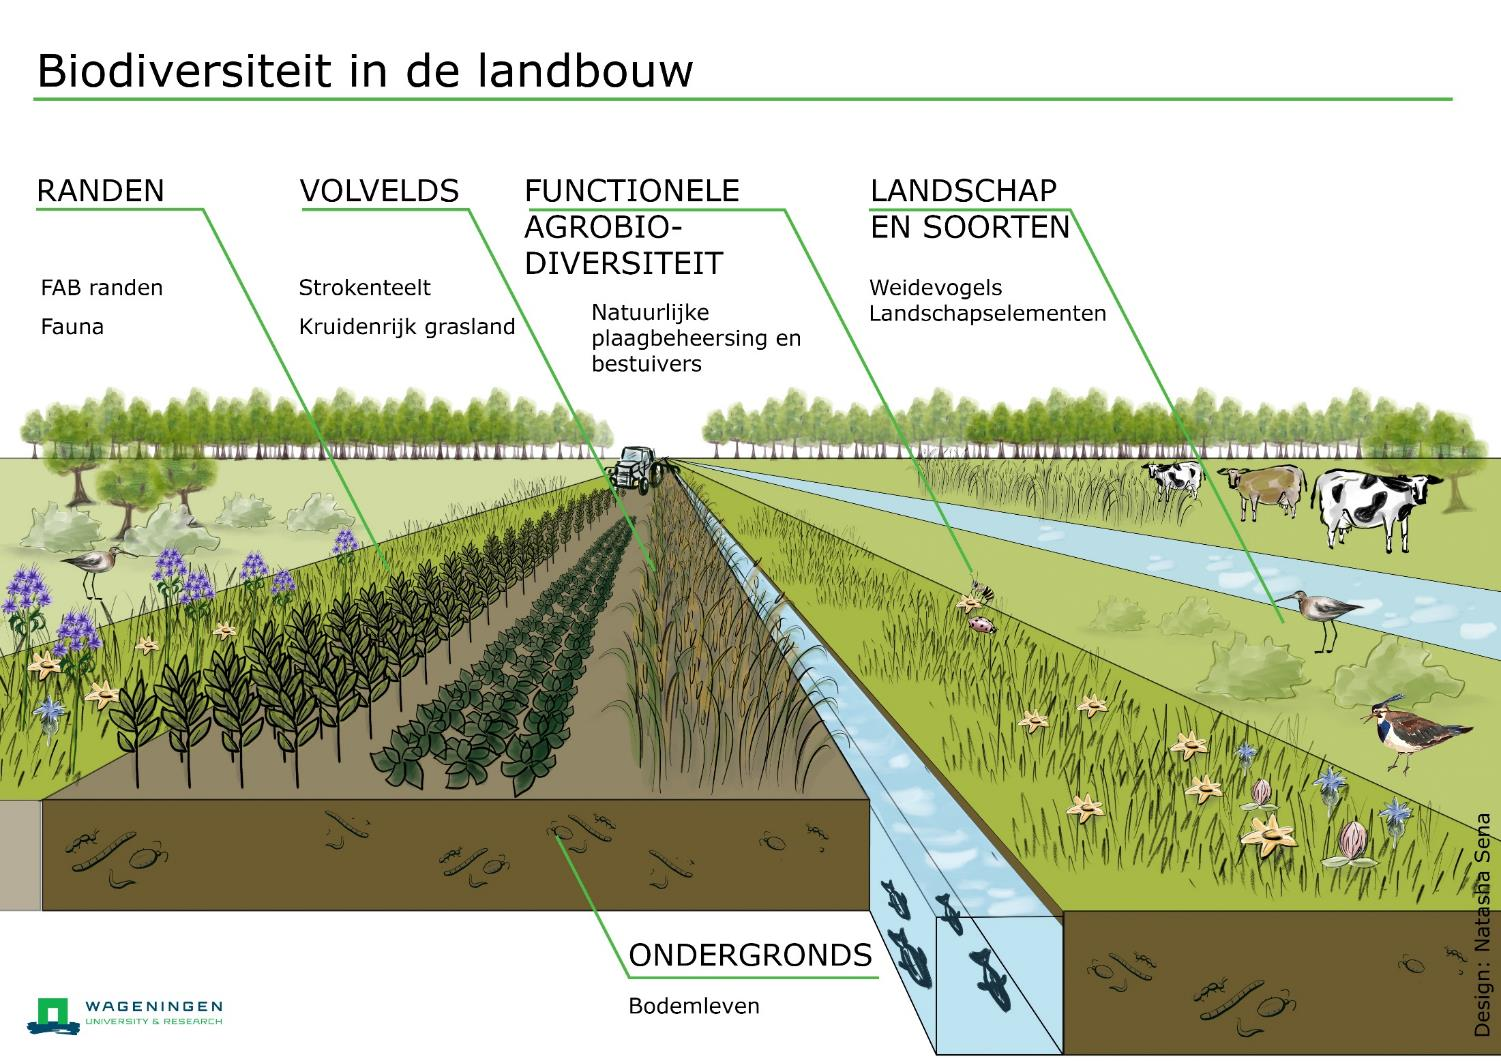 Biodiversiteit in de landbouw
RANDEN
FAB randen
Fauna
VOLVELDS
Strokenteelt
Kruidenrijk grasland
FUNCTIONELE
AGROBIO-
DIVERSITEIT
Natuurlijke
plaagbeheersing en
bestuivers
LANDSCHAP
EN SOORTEN
Weidevogels
Landschapselementen
ONDERGRONDS
Bodemleven
WAGENINGEN
UNIVERSITY & RESEARCH
Design: Natasha Sena